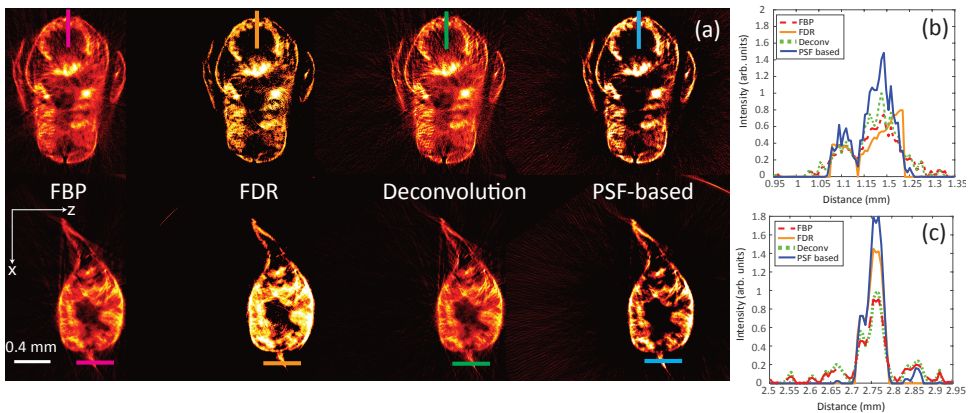 (a)
FBP FDR Deconvolution PSF-based
z
x
0.4 mm
(b)
FBP
FDR
Deconv
PSF based
Intensity (arb. units)
2
1.8
1.6
1.4
1.2
1
0.8
0.6
0.4
0.2
0
0.95 1 1.05 1.1 1.5 1.2 1.25 1.3 1.35
Distance (mm)
(c)
FBP
FDR
Deconv
PSF based
Intensity (arb. units)
1.8
1.6
1.4
1.2
1
0.8
0.6
0.4
0.2
0
2.5 2.55 2.6 2.65 2.7 2.75 2.8 2.85 2.9 2.95
Distance (mm)